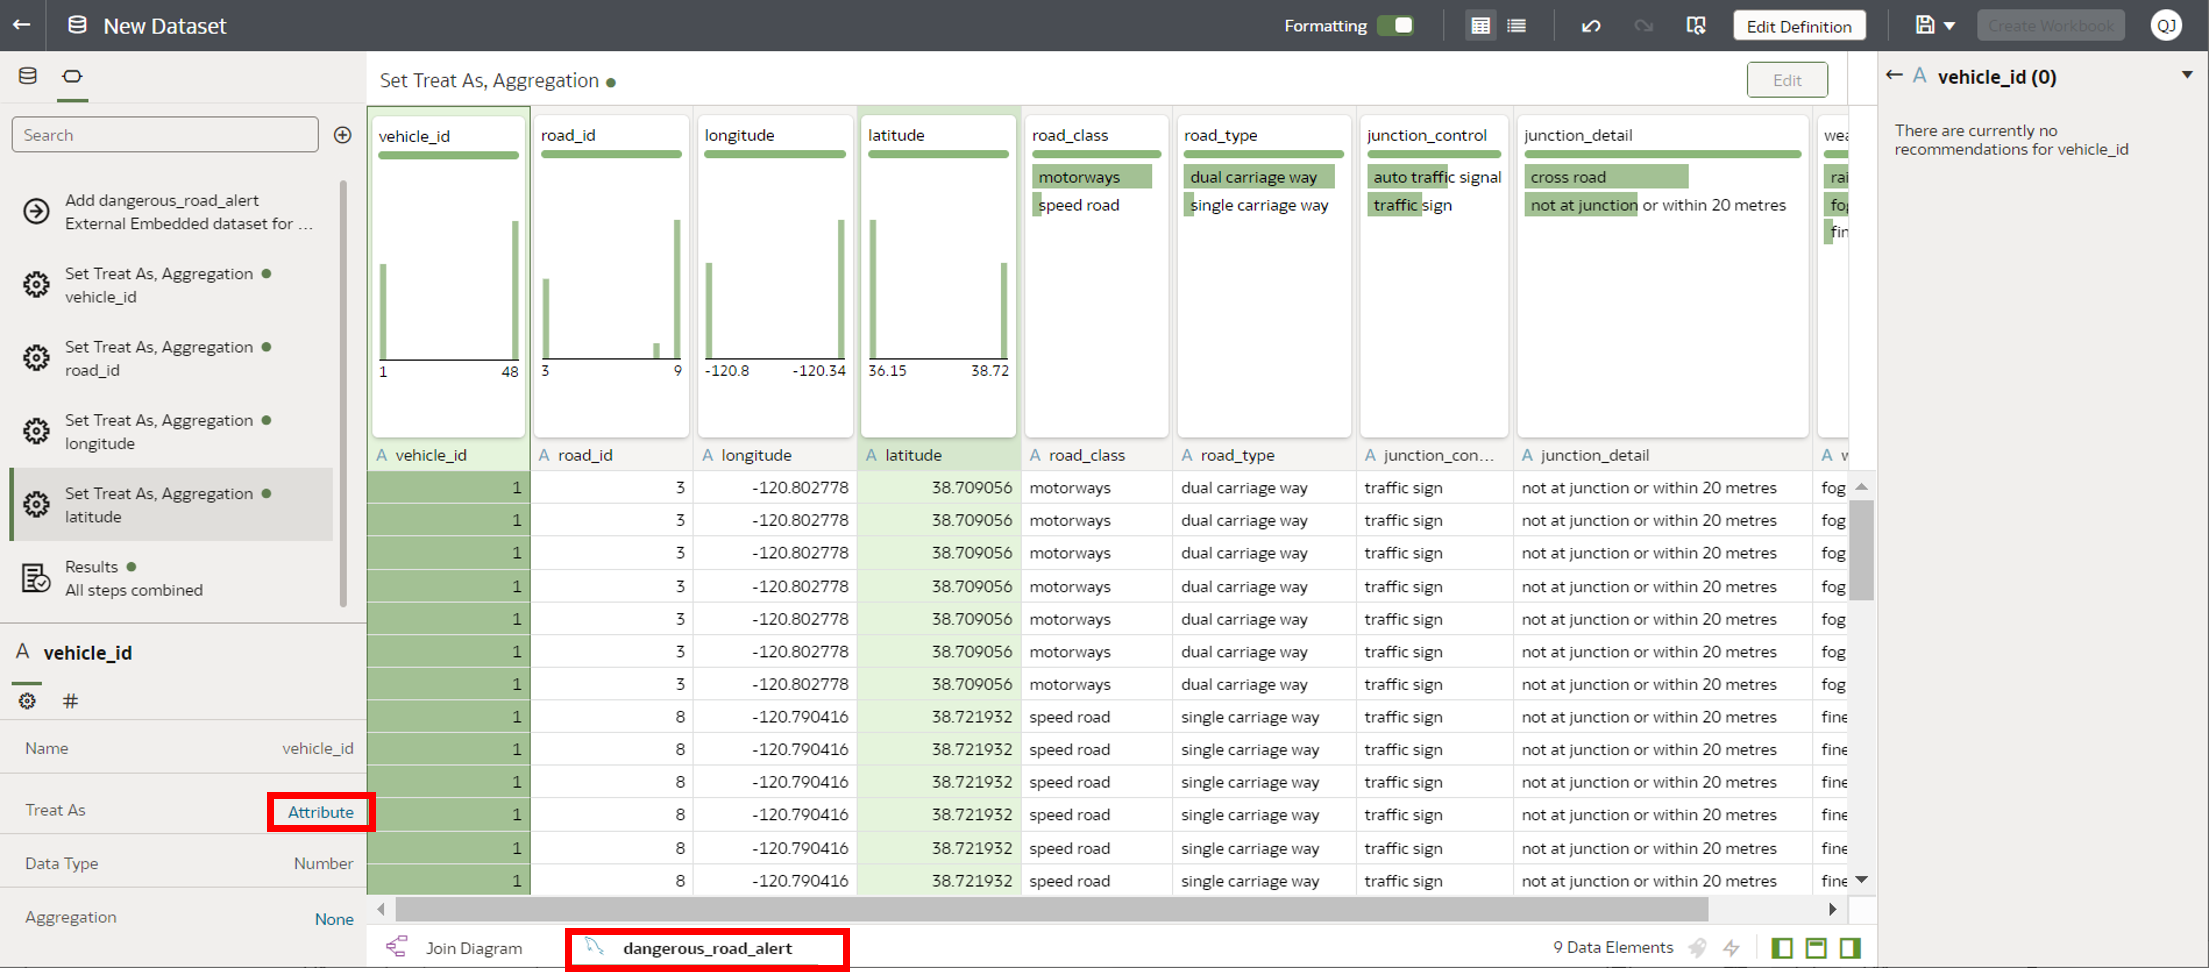 New Dataset
Formatting
Edit Definition
Create Workbook
QJ
Search
Add dangerous_road_alert
External Embedded dataset for ...
Set Treat As, Aggregation
vehicle_id
Set Treat As, Aggregation
road_id
Set Treat As, Aggregation
longitude
Set Treat As, Aggregation
latitude
Results
All steps combined
A vehicle_id
#
Name vehicle_id
Treat As Attribute
Data Type Number
Aggregation None
Set Treat As, Aggregation
Edit
vehicle_id road_id longitude latitude road_class road_type junction_control junction_detail wea
motorways dual carriage way auto traffic signal cross road rai
speed road single carriage way traffic sign not at junction or within 20 metres fog
fin
1 48 3 9 -120.8 -120.34 36.15 38.72
A vehicle_id A road_id A longitude A latitude A road_class A road_type A junction_con... A junction_detail A w
1 3 -120.802778 38.709056 motorways dual carriage way traffic sign not at junction or within 20 metres fog
1 3 -120.802778 38.709056 motorways dual carriage way traffic sign not at junction or within 20 metres fog
1 3 -120.802778 38.709056 motorways dual carriage way traffic sign not at junction or within 20 metres fog
1 3 -120.802778 38.709056 motorways dual carriage way traffic sign not at junction or within 20 metres fog
1 3 -120.802778 38.709056 motorways dual carriage way traffic sign not at junction or within 20 metres fog
1 3 -120.802778 38.709056 motorways dual carriage way traffic sign not at junction or within 20 metres fog
1 3 -120.802778 38.709056 motorways dual carriage way traffic sign not at junction or within 20 metres fog
1 8 -120.790416 38.721932 speed road single carriage way traffic sign not at junction or within 20 metres fine
1 8 -120.790416 38.721932 speed road single carriage way traffic sign not at junction or within 20 metres fine
1 8 -120.790416 38.721932 speed road single carriage way traffic sign not at junction or within 20 metres fine
1 8 -120.790416 38.721932 speed road single carriage way traffic sign not at junction or within 20 metres fine
1 8 -120.790416 38.721932 speed road single carriage way traffic sign not at junction or within 20 metres fine
1 8 -120.790416 38.721932 speed road single carriage way traffic sign not at junction or within 20 metres fine
Join Diagram
dangerous_road_alert
9 Data Elements
A vehicle_id (0)
There are currently no
recommendations for vehicle_id